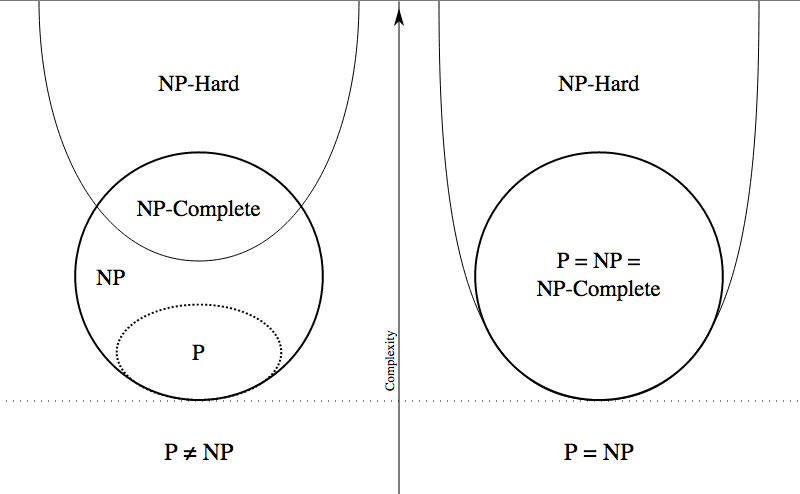 NP-Hard
NP-Complete
NP
P
P ≠ NP
Complexity
NP-Hard
P = NP =
NP-Complete
P = NP